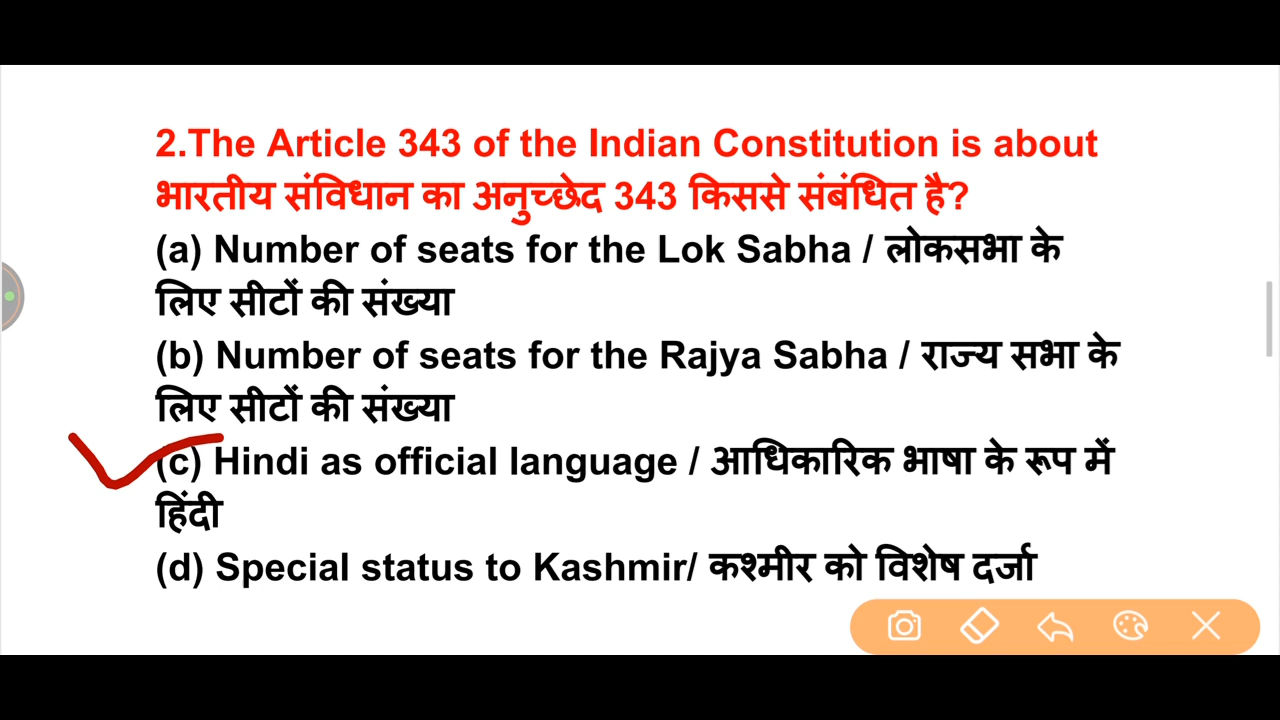 2.The Article 343 of the Indian Constitution is about
भारतीय संविधान का अनुच्छेद 343 किससे संबंधित है?
(a) Number of seats for the Lok Sabha / लोकसभा के
लिए सीटों की संख्या
(b) Number of seats for the Rajya Sabha / राज्य सभा के
लिए सीटों की संख्या
(c) Hindi as official language / आधिकारिक भाषा के रूप में
हिंदी
(d) Special status to Kashmir/ कश्मीर को विशेष दर्जा